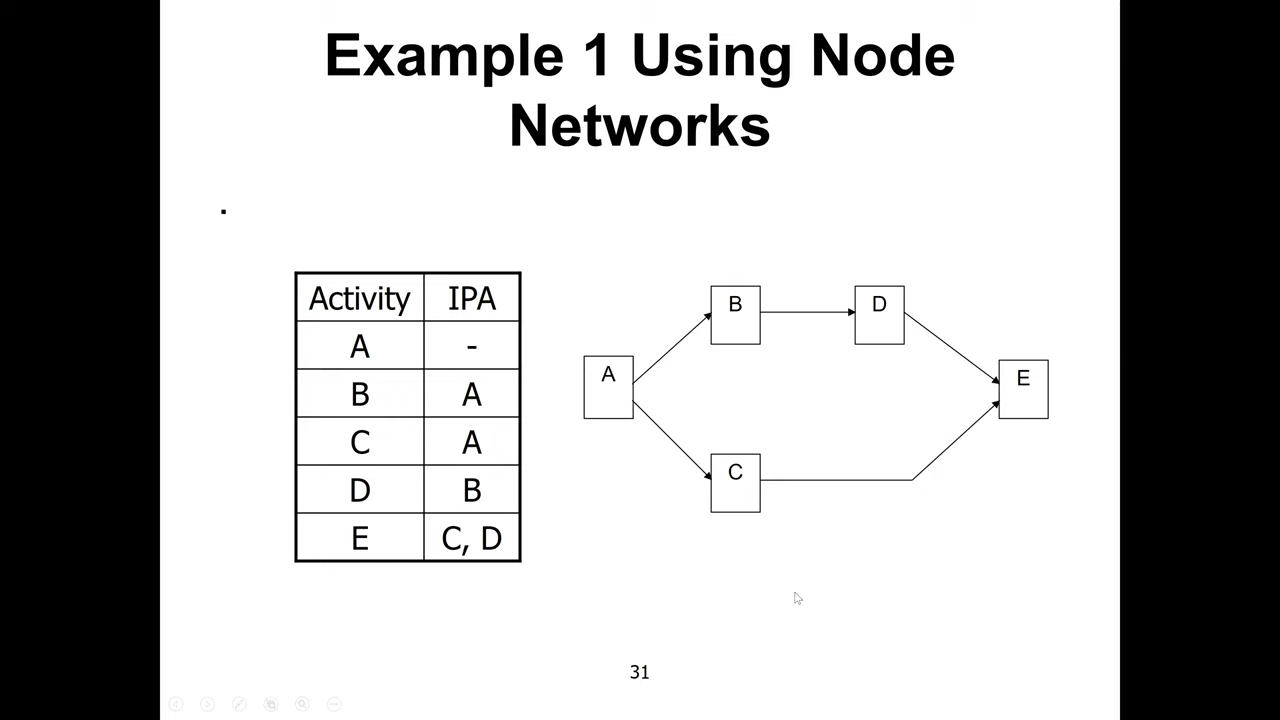 Example 1 Using Node
Networks
.
Activity IPA
A -
B A
C A
D B
E C, D
A
B
C
D
E
31